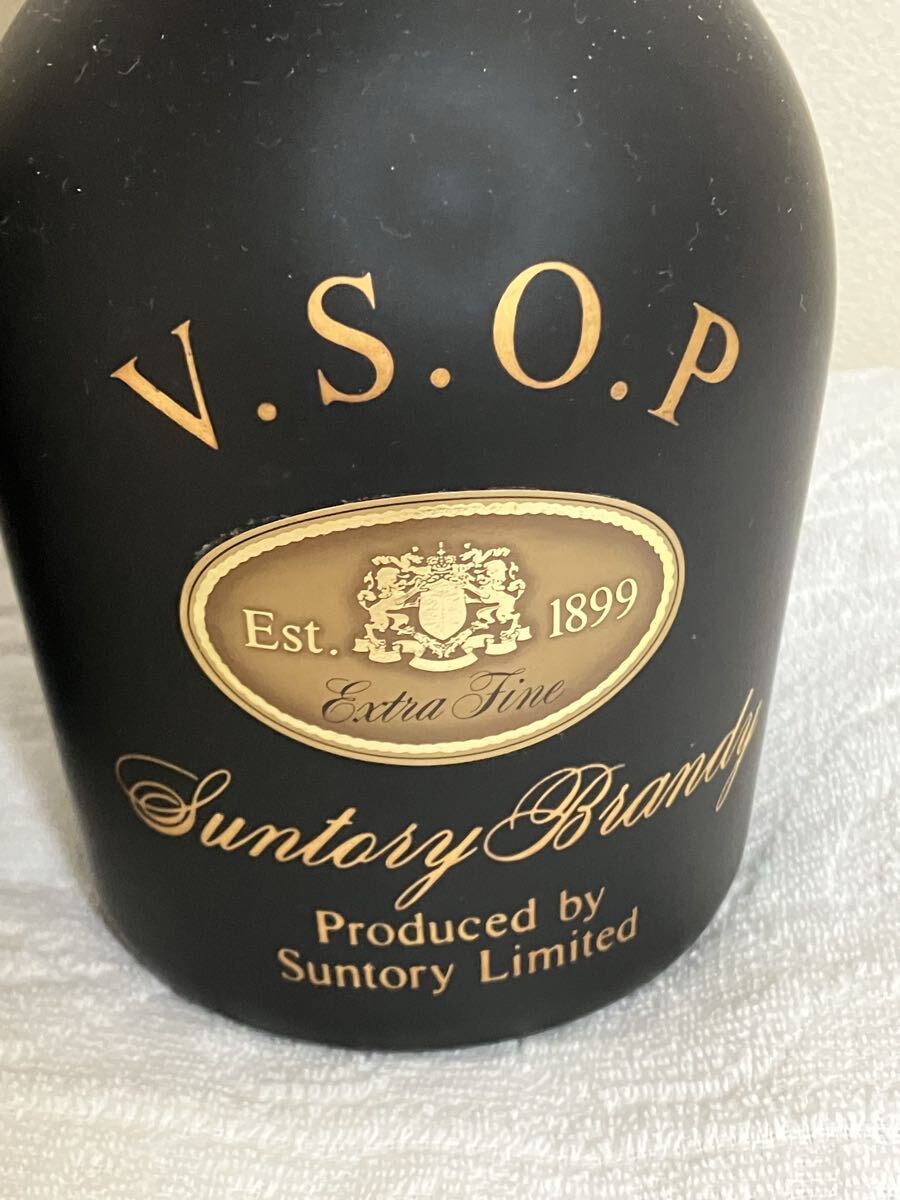 V.S.O.P
Est. 1899
Extra Fine
Suntory Brandy
Produced by
Suntory Limited